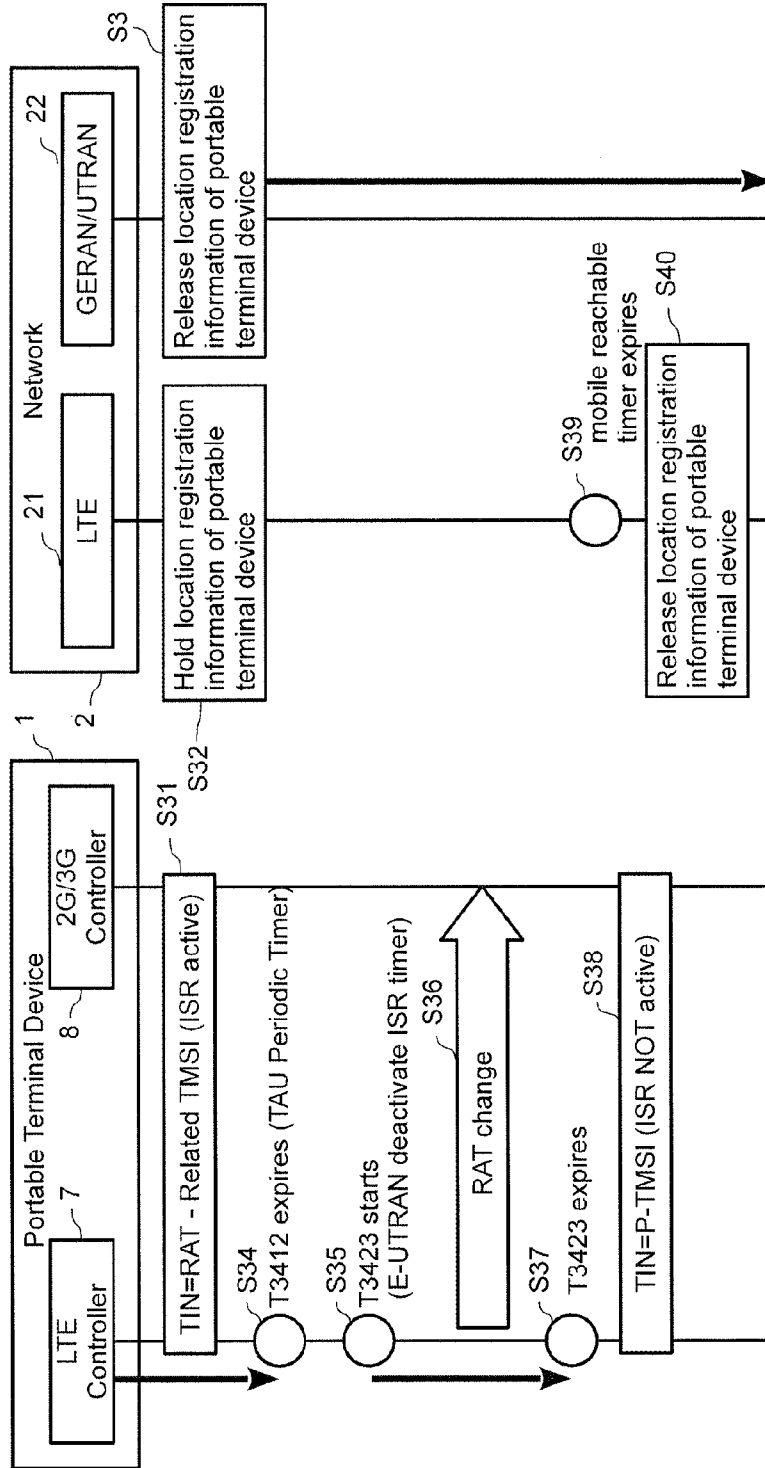 Portable Terminal Device
1
7
LTE
Controller
8
2G/3G
Controller
2
Network
21
LTE
22
GERAN/UTRAN
S31
TIN=RAT - Related TMSI (ISR active)
S32
Hold location registration
information of portable
terminal device
S3
Release location registration
information of portable
terminal device
S34
T3412 expires (TAU Periodic Timer)
S35
T3423 starts
(E-UTRAN deactivate ISR timer)
S36
RAT change
S37
T3423 expires
S38
TIN=P-TMSI (ISR NOT active)
S39
mobile reachable
timer expires
S40
Release location registration
information of portable
terminal device